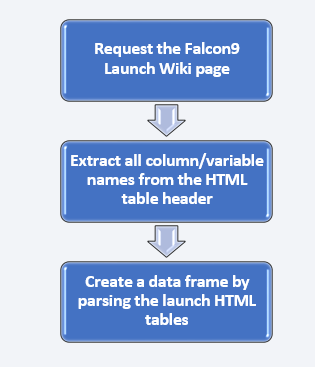 Request the Falcon9
Launch Wiki page
Extract all column/variable
names from the HTML
table header
Create a data frame by
parsing the launch HTML
tables